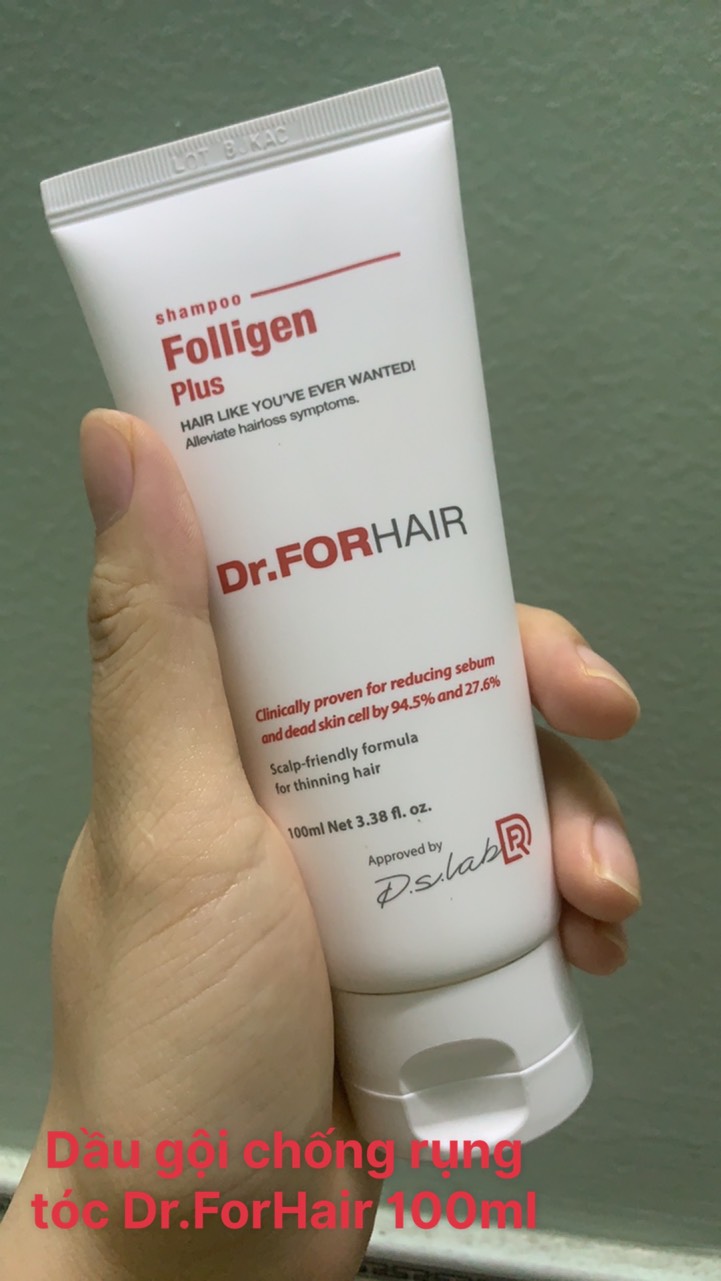 LOT BJKAC
shampoo
Folligen
Plus
HAIR LIKE YOU'VE EVER WANTED!
Alleviate hairloss symptoms.
Dr.FORHAIR
Clinically proven for reducing sebum
and dead skin cell by 94.5% and 27.6%
Scalp-friendly formula
for thinning hair
100ml Net 3.38 fl. oz.
Approved by
D.s.lab
Dầu gội chống rụng
tóc Dr.ForHair 100ml